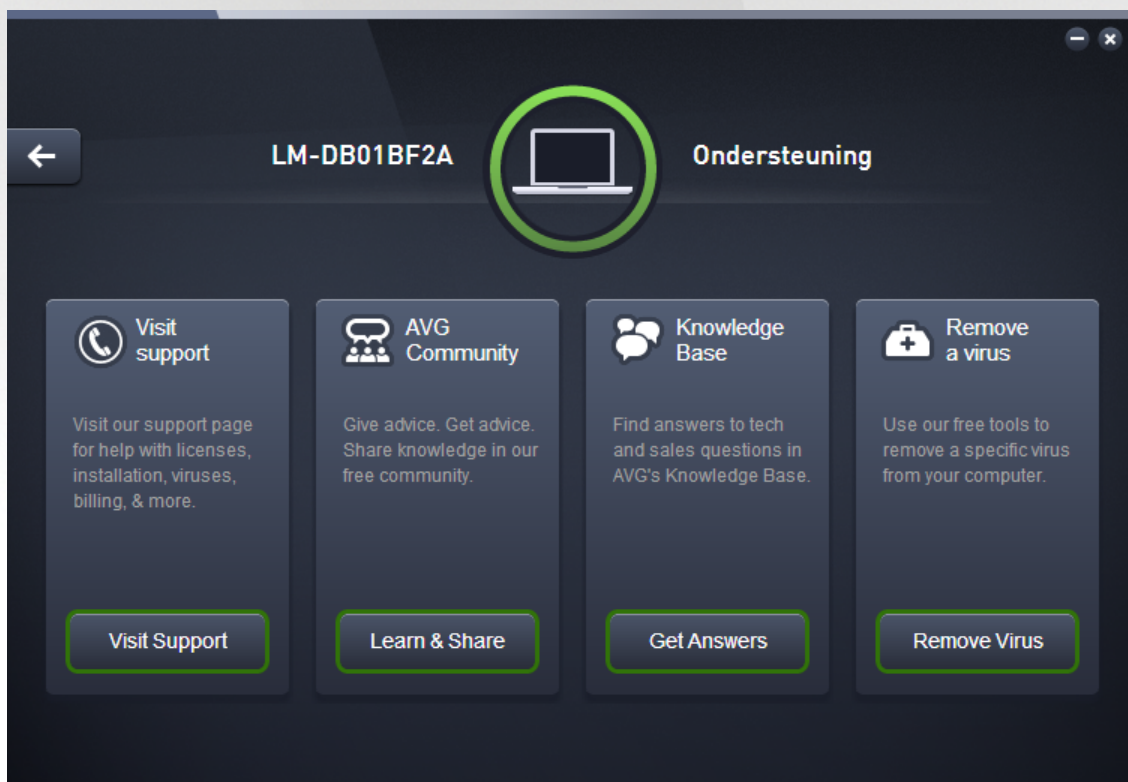 LM-DB01BF2A
Ondersteuning
Visit
support
Visit our support page
for help with licenses,
installation, viruses,
billing, & more.
Visit Support
AVG
Community
Give advice. Get advice.
Share knowledge in our
free community.
Learn & Share
Knowledge
Base
Find answers to tech
and sales questions in
AVG's Knowledge Base.
Get Answers
Remove
a virus
Use our free tools to
remove a specific virus
from your computer.
Remove Virus